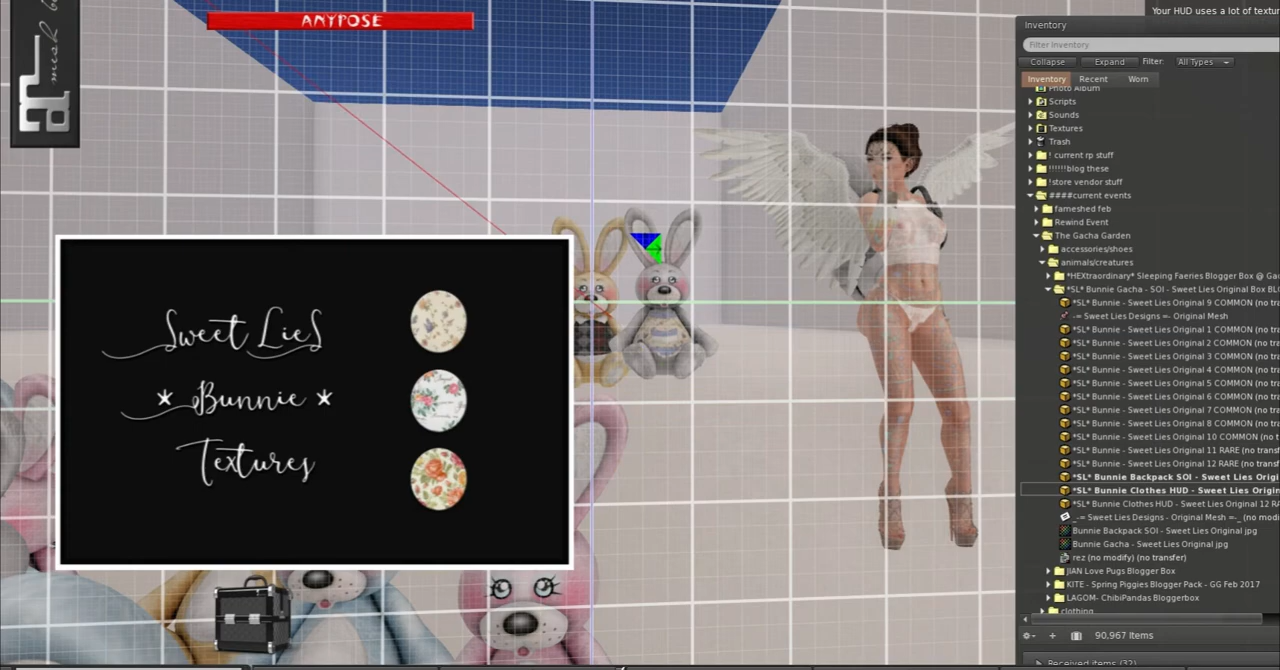 Your HUD uses a lot of textur
ANYPOSE
mesh b
Inventory
Filter Inventory
Collapse Expand Filter: All Types
Inventory Recent Worn
Photo Album
Scripts
Sounds
Textures
Trash
! current rp stuff
!!!!!!blog these
!store vendor stuff
####current events
fameshed feb
Rewind Event
The Gacha Garden
accessories/shoes
animals/creatures
*HEXtraordinary* Sleeping Faeries Blogger Box @ Ga
*SL* Bunnie Gacha - SOI - Sweet Lies Original Box BL
*SL* Bunnie - Sweet Lies Original 9 COMMON (no tra
-= Sweet Lies Designs =- Original Mesh
*SL* Bunnie - Sweet Lies Original 1 COMMON (no tra
*SL* Bunnie - Sweet Lies Original 2 COMMON (no tra
*SL* Bunnie - Sweet Lies Original 3 COMMON (no tra
*SL* Bunnie - Sweet Lies Original 4 COMMON (no tra
*SL* Bunnie - Sweet Lies Original 5 COMMON (no tra
*SL* Bunnie - Sweet Lies Original 6 COMMON (no tra
*SL* Bunnie - Sweet Lies Original 7 COMMON (no tra
*SL* Bunnie - Sweet Lies Original 8 COMMON (no tra
*SL* Bunnie - Sweet Lies Original 10 COMMON (no t
*SL* Bunnie - Sweet Lies Original 11 RARE (no transf
*SL* Bunnie - Sweet Lies Original 12 RARE (no transf
*SL* Bunnie Backpack SOI - Sweet Lies Origi
*SL* Bunnie Clothes HUD - Sweet Lies Origin
*SL* Bunnie Clothes HUD - Sweet Lies Original 12 RA
_-= Sweet Lies Designs - Original Mesh =-_ (no modi
Bunnie Backpack SOI - Sweet Lies Original jpg
Bunnie Gacha - Sweet Lies Original jpg
rez (no modify) (no transfer)
JIAN Love Pugs Blogger Box
KITE - Spring Piggies Blogger Pack - GG Feb 2017
LAGOM- ChibiPandas Bloggerbox
clothing
90,967 Items
Received items (32)
Sweet Lies
* Bunnie *
Textures